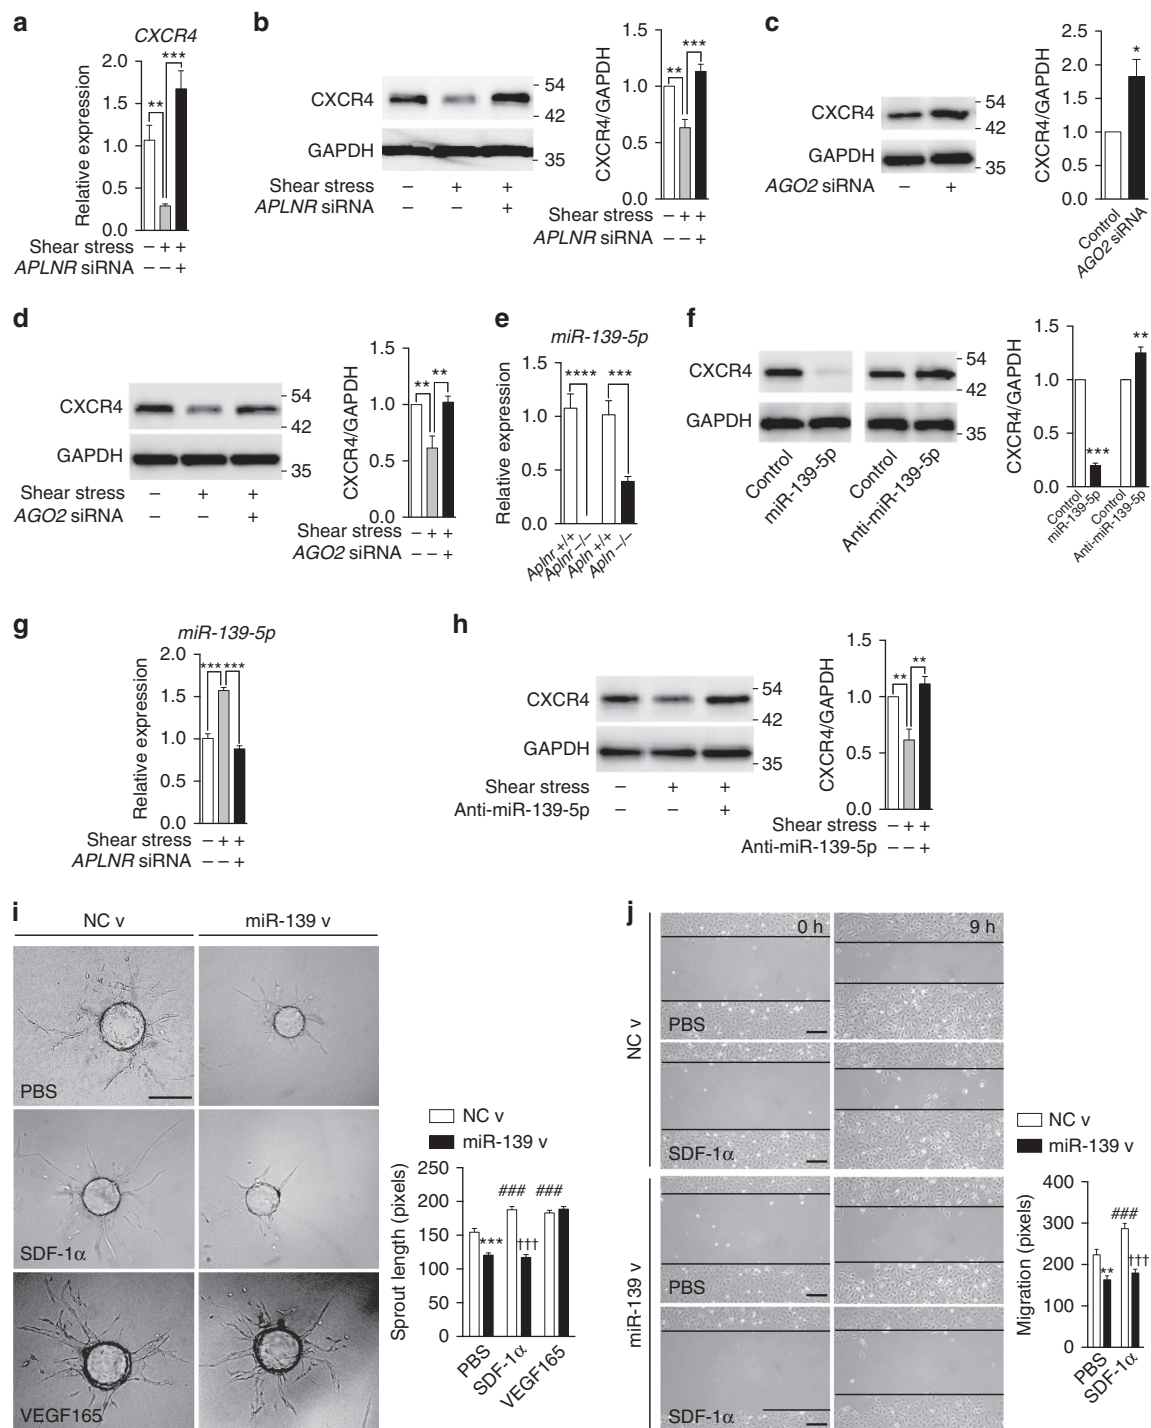 a
CXCR4
Relative expression
2.0
1.5
1.0
0.5
0.0
**
***
Shear stress – + +
APLNR siRNA – – +
b
CXCR4
GAPDH
54
42
35
Shear stress – + +
APLNR siRNA – – +
CXCR4/GAPDH
1.5
1.0
0.5
0.0
**
***
Shear stress – + +
APLNR siRNA – – +
c
CXCR4
GAPDH
54
42
35
AGO2 siRNA – +
CXCR4/GAPDH
2.5
2.0
1.5
1.0
0.5
0.0
*
Control
AGO2 siRNA
d
CXCR4
GAPDH
54
42
35
Shear stress – + +
AGO2 siRNA – – +
CXCR4/GAPDH
1.5
1.0
0.5
0.0
**
**
Shear stress – + +
AGO2 siRNA – – +
e
miR-139-5p
Relative expression
1.5
1.0
0.5
0.0
****
***
Aplnr +/+
Aplnr –/–
Apln +/+
Apln –/–
f
CXCR4
GAPDH
54
42
35
Control
miR-139-5p
Control
Anti-miR-139-5p
CXCR4/GAPDH
1.5
1.0
0.5
0.0
***
**
Control
miR-139-5p
Control
Anti-miR-139-5p
g
miR-139-5p
Relative expression
2.0
1.5
1.0
0.5
0.0
***
***
Shear stress – + +
APLNR siRNA – – +
h
CXCR4
GAPDH
54
42
35
Shear stress – + +
Anti-miR-139-5p – – +
CXCR4/GAPDH
1.5
1.0
0.5
0.0
**
**
Shear stress – + +
Anti-miR-139-5p – – +
i
NC v
miR-139 v
PBS
SDF-1α
VEGF165
NC v
miR-139 v
Sprout length (pixels)
250
200
150
100
50
0
***
###
†††
###
PBS
SDF-1α
VEGF165
j
0 h
9 h
NC v
PBS
SDF-1α
miR-139 v
PBS
SDF-1α
NC v
miR-139 v
Migration (pixels)
400
300
200
100
0
**
###
†††
PBS
SDF-1α